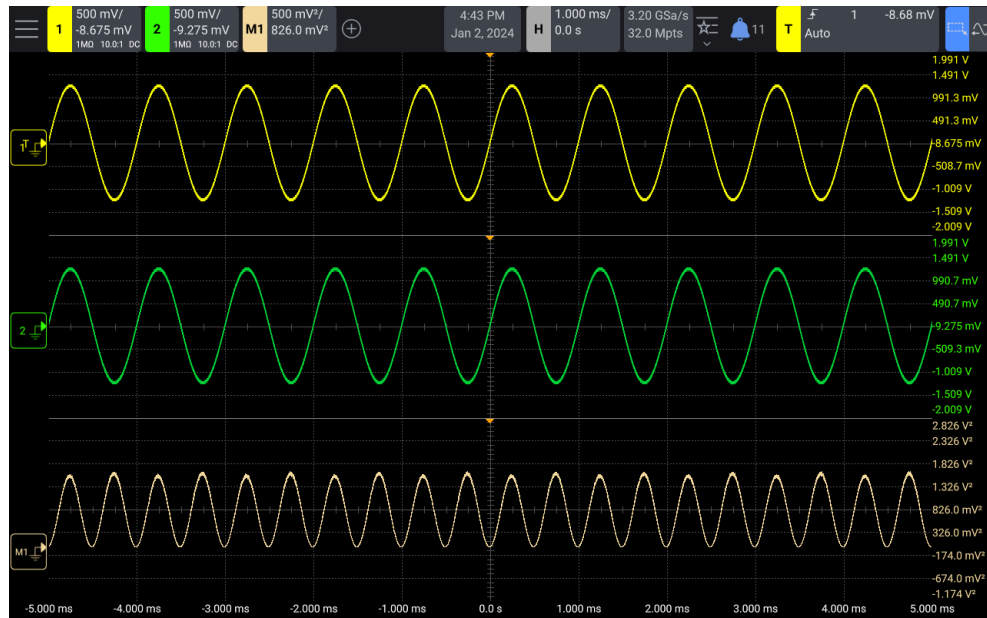 1 500 mV/ -8.675 mV 1MΩ 10.0:1 DC
2 500 mV/ -9.275 mV 1MΩ 10.0:1 DC
M1 500 mV²/ 826.0 mV²
4:43 PM
Jan 2, 2024
H 1.000 ms/ 0.0 s
3.20 GSa/s
32.0 Mpts
11
T 1 -8.68 mV
Auto
1.991 V
1.491 V
991.3 mV
491.3 mV
1T
-8.675 mV
-508.7 mV
-1.009 V
-1.509 V
-2.009 V
1.991 V
1.491 V
990.7 mV
490.7 mV
2
-9.275 mV
-509.3 mV
-1.009 V
-1.509 V
-2.009 V
2.826 V²
2.326 V²
1.826 V²
1.326 V²
826.0 mV²
326.0 mV²
M1
-174.0 mV²
-674.0 mV²
-1.174 V²
-5.000 ms -4.000 ms -3.000 ms -2.000 ms -1.000 ms 0.0 s 1.000 ms 2.000 ms 3.000 ms 4.000 ms 5.000 ms